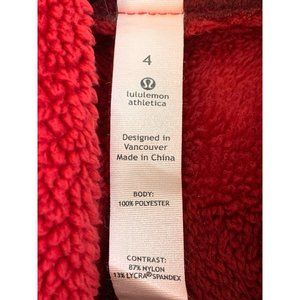 4
lululemon
athletica
Designed in
Vancouver
Made in China
BODY:
100% POLYESTER
CONTRAST:
87% NYLON
13% LYCRA® SPANDEX